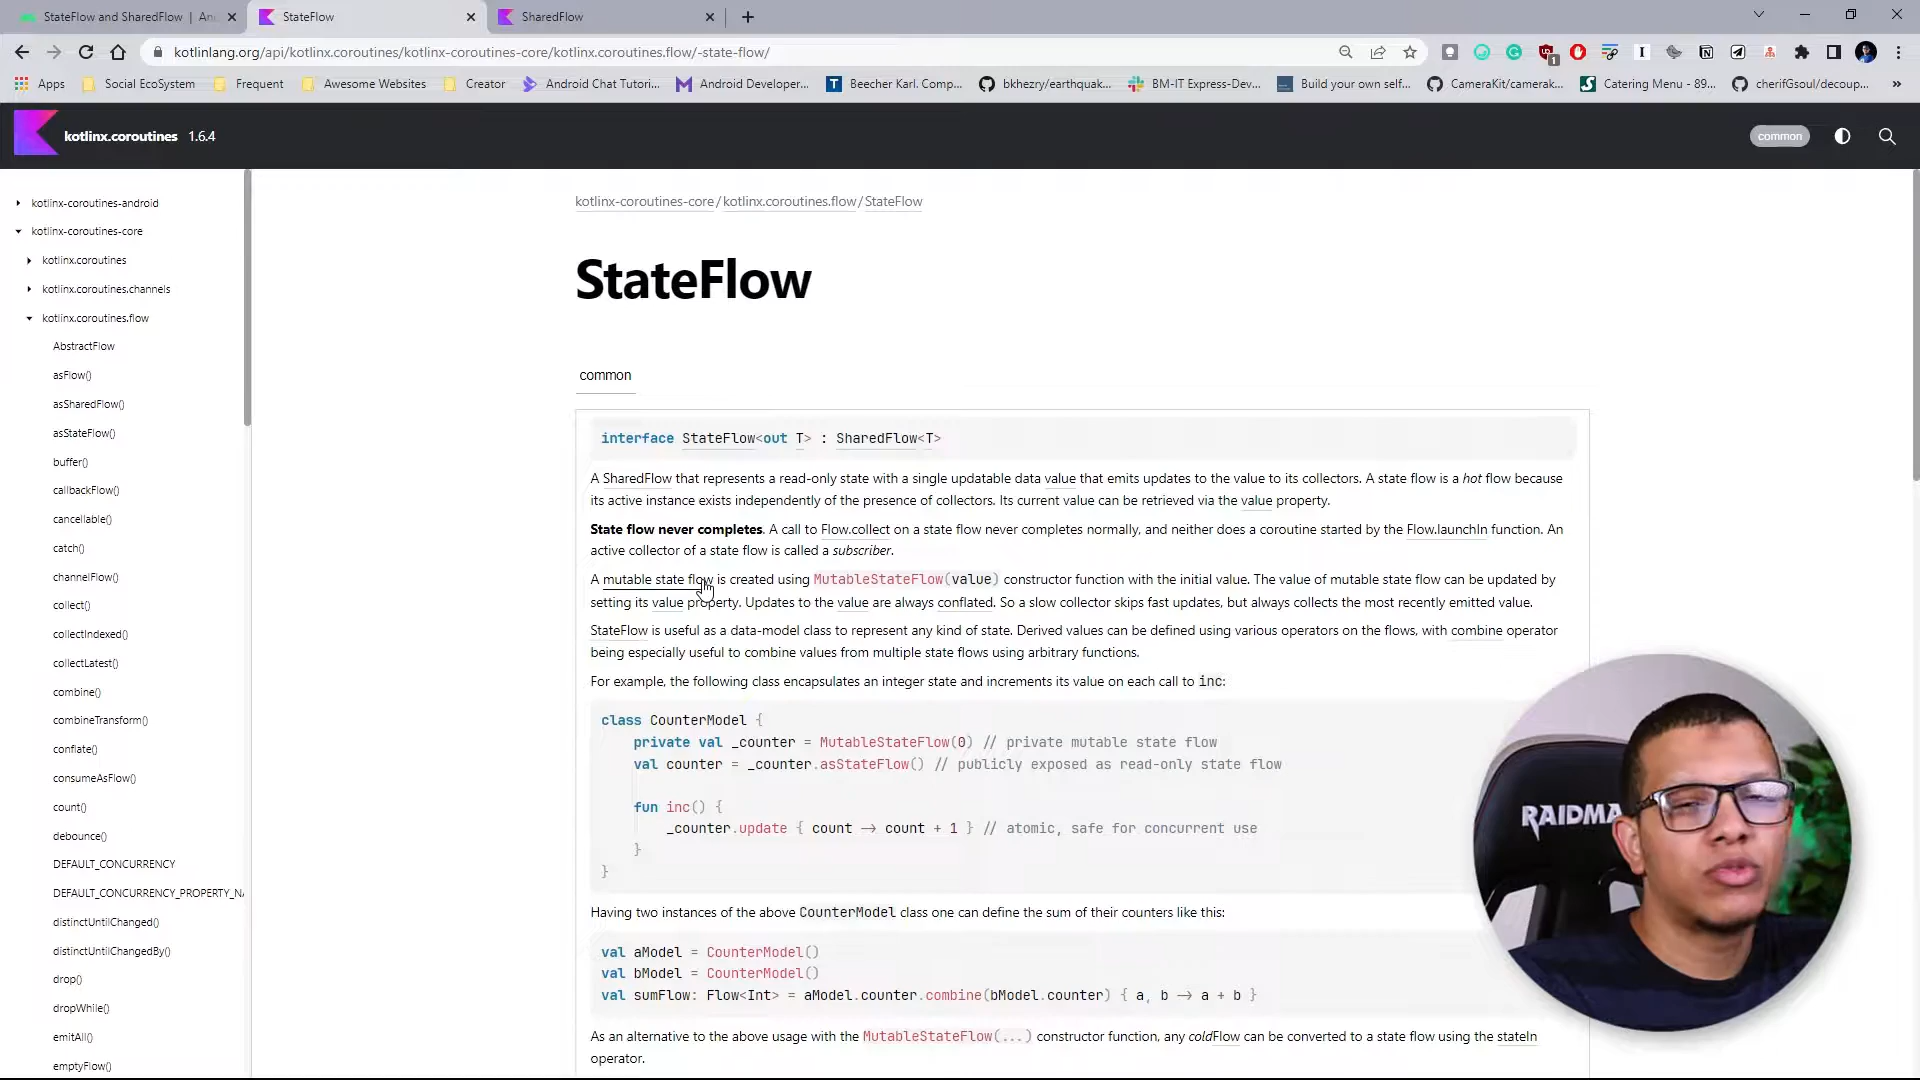 StateFlow and SharedFlow | An
StateFlow
SharedFlow
kotlinlang.org/api/kotlinx.coroutines/kotlinx-coroutines-core/kotlinx.coroutines.flow/-state-flow/
Apps
Social EcoSystem
Frequent
Awesome Websites
Creator
Android Chat Tutori...
Android Developer...
Beecher Karl. Comp...
bkhezry/earthquak...
BM-IT Express-Dev...
Build your own self...
CameraKit/camerak...
Catering Menu - 89...
cherifGsoul/decoup...
kotlinx.coroutines 1.6.4
common
kotlinx-coroutines-android
kotlinx-coroutines-core
kotlinx.coroutines
kotlinx.coroutines.channels
kotlinx.coroutines.flow
AbstractFlow
asFlow()
asSharedFlow()
asStateFlow()
buffer()
callbackFlow()
cancellable()
catch()
channelFlow()
collect()
collectIndexed()
collectLatest()
combine()
combineTransform()
conflate()
consumeAsFlow()
count()
debounce()
DEFAULT_CONCURRENCY
DEFAULT_CONCURRENCY_PROPERTY_NA
distinctUntilChanged()
distinctUntilChangedBy()
drop()
dropWhile()
emitAll()
emptyFlow()
kotlinx-coroutines-core/kotlinx.coroutines.flow/StateFlow
StateFlow
common
interface StateFlow<out T> : SharedFlow<T>
A SharedFlow that represents a read-only state with a single updatable data value that emits updates to the value to its collectors. A state flow is a hot flow because
its active instance exists independently of the presence of collectors. Its current value can be retrieved via the value property.
State flow never completes. A call to Flow.collect on a state flow never completes normally, and neither does a coroutine started by the Flow.launchIn function. An
active collector of a state flow is called a subscriber.
A mutable state flow is created using MutableStateFlow(value) constructor function with the initial value. The value of mutable state flow can be updated by
setting its value property. Updates to the value are always conflated. So a slow collector skips fast updates, but always collects the most recently emitted value.
StateFlow is useful as a data-model class to represent any kind of state. Derived values can be defined using various operators on the flows, with combine operator
being especially useful to combine values from multiple state flows using arbitrary functions.
For example, the following class encapsulates an integer state and increments its value on each call to inc:
class CounterModel {
private val _counter = MutableStateFlow(0) // private mutable state flow
val counter = _counter.asStateFlow() // publicly exposed as read-only state flow
fun inc() {
_counter.update { count -> count + 1 } // atomic, safe for concurrent use
}
}
Having two instances of the above CounterModel class one can define the sum of their counters like this:
val aModel = CounterModel()
val bModel = CounterModel()
val sumFlow: Flow<Int> = aModel.counter.combine(bModel.counter) { a, b -> a + b }
As an alternative to the above usage with the MutableStateFlow(...) constructor function, any coldFlow can be converted to a state flow using the stateIn
operator.
RAIDMA